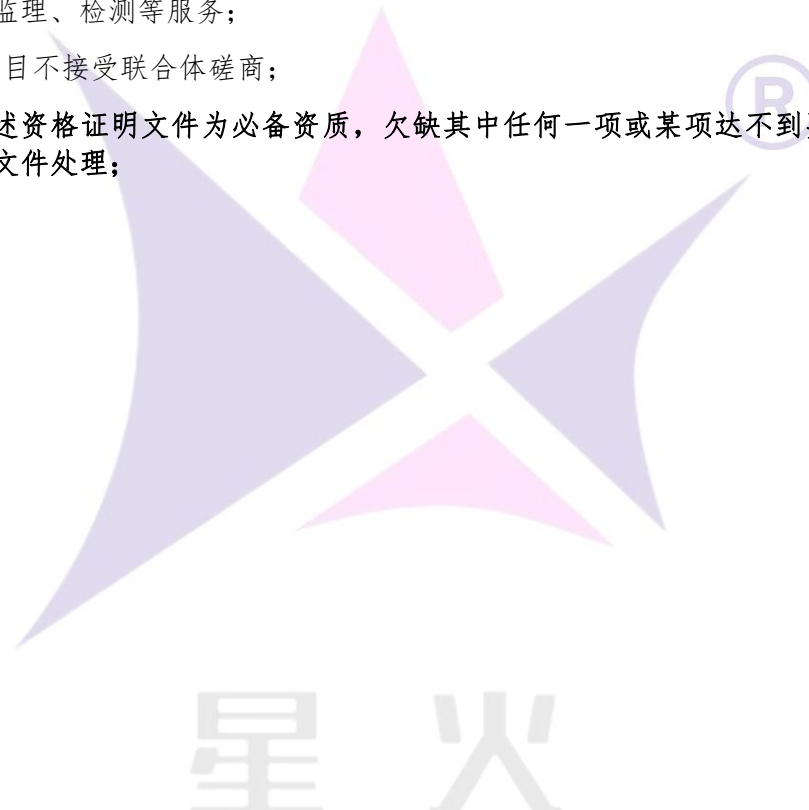 监理、检测等服务；
目不接受联合体磋商；
述资格证明文件为必备资质，欠缺其中任何一项或某项达不到
文件处理；
®
星火